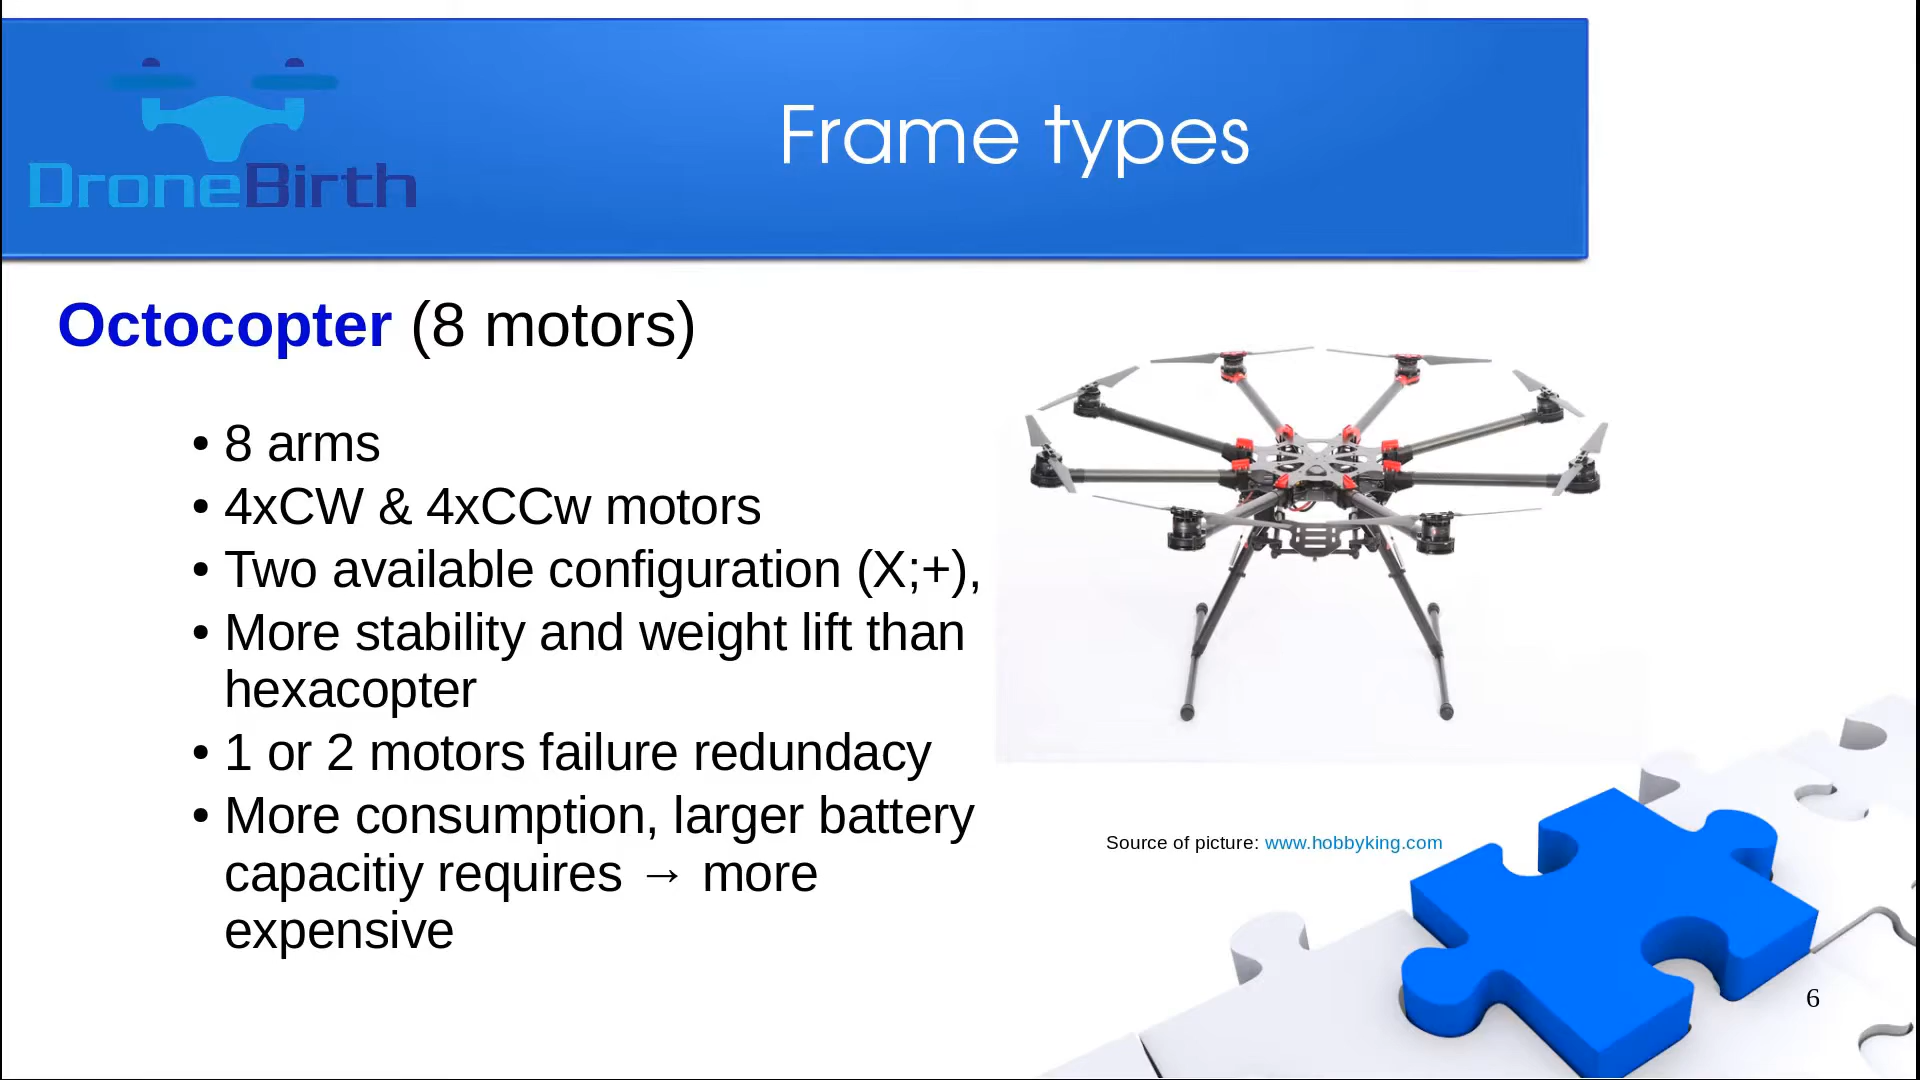 DroneBirth
Frame types
Octocopter (8 motors)
• 8 arms
• 4xCW & 4xCCw motors
• Two available configuration (X;+),
• More stability and weight lift than
hexacopter
• 1 or 2 motors failure redundacy
• More consumption, larger battery
capacitiy requires → more
expensive
Source of picture: www.hobbyking.com
6